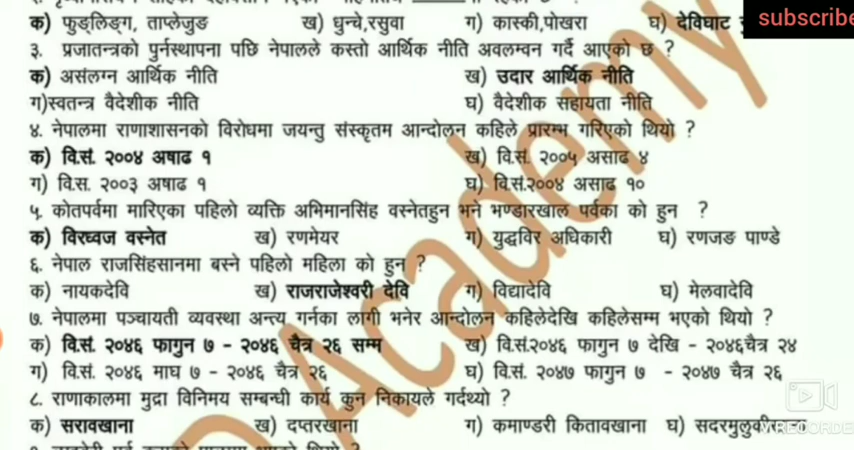 क) फुङ्लिङ्ग, ताप्लेजुङ ख) धुन्चे,रसुवा ग) कास्की,पोखरा घ) देविघाट
subscribe
३. प्रजातन्त्रको पुर्नस्थापना पछि नेपालले कस्तो आर्थिक नीति अवलम्वन गर्दै आएको छ ?
क) असंलग्न आर्थिक नीति ख) उदार आर्थिक नीति
ग)स्वतन्त्र वैदेशीक नीति घ) वैदेशीक सहायता नीति
४. नेपालमा राणाशासनको विरोधमा जयन्तु संस्कृतम आन्दोलन कहिले प्रारम्भ गरिएको थियो ?
क) वि.सं. २००४ अषाढ १ ख) वि.सं. २००५ असाढ ४
ग) वि.स. २००३ अषाढ १ घ) वि.सं.२००४ असाढ १०
५. कोतपर्वमा मारिएका पहिलो व्यक्ति अभिमानसिंह वस्नेतहुन भने भण्डारखाल पर्वका को हुन ?
क) विरध्वज वस्नेत ख) रणमेयर ग) युद्धविर अधिकारी घ) रणजङ पाण्डे
६. नेपाल राजसिंहसानमा बस्ने पहिलो महिला को हुन् ?
क) नायकदेवि ख) राजराजेश्वरी देवि ग) विद्यादेवि घ) मेलवादेवि
७. नेपालमा पञ्चायती व्यवस्था अन्त्य गर्नका लागी भनेर आन्दोलन कहिलेदेखि कहिलेसम्म भएको थियो ?
क) वि.सं. २०४६ फागुन ७ - २०४६ चैत्र २६ सम्म ख) वि.सं.२०४६ फागुन ७ देखि - २०४६चैत्र २४
ग) वि.सं. २०४६ माघ ७ - २०४६ चैत्र २६ घ) वि.सं. २०४७ फागुन ७ - २०४७ चैत्र २६
८. राणाकालमा मुद्रा विनिमय सम्बन्धी कार्य कुन निकायले गर्दथ्यो ?
क) सरावखाना ख) दप्तरखाना ग) कमाण्डरी कितावखाना घ)
Academy